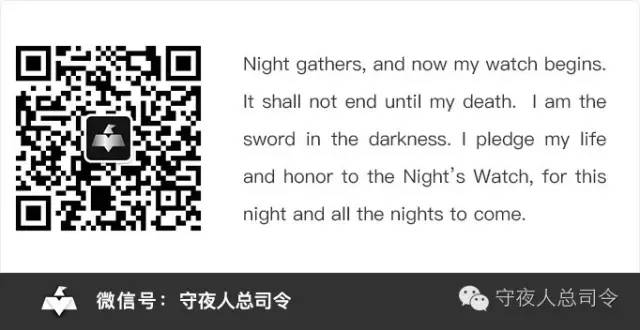 Night gathers, and now my watch begins.
It shall not end until my death. I am the
sword in the darkness. I pledge my life
and honor to the Night's Watch, for this
night and all the nights to come.
微信号：守夜人总司令
守夜人总司令